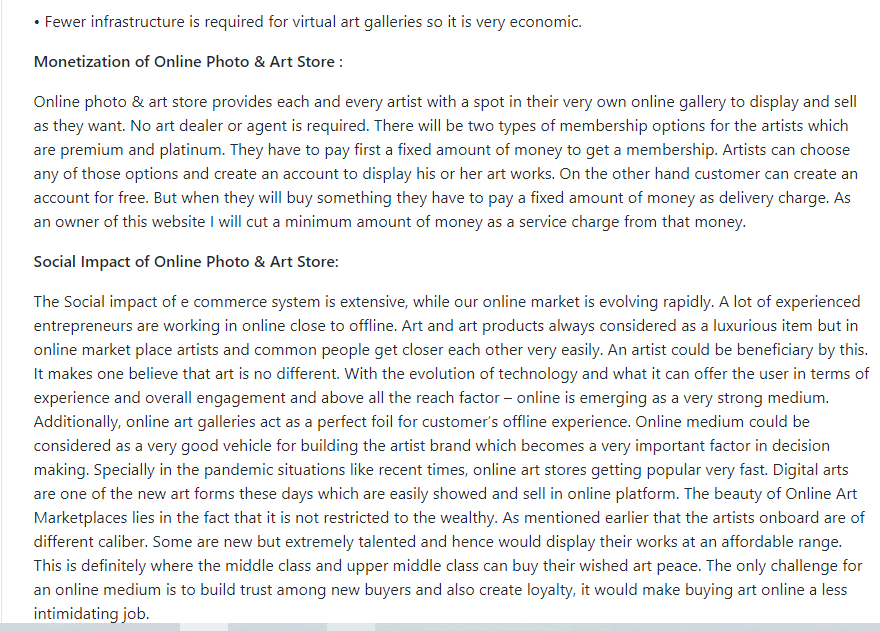 • Fewer infrastructure is required for virtual art galleries so it is very economic.
Monetization of Online Photo & Art Store :
Online photo & art store provides each and every artist with a spot in their very own online gallery to display and sell
as they want. No art dealer or agent is required. There will be two types of membership options for the artists which
are premium and platinum. They have to pay first a fixed amount of money to get a membership. Artists can choose
any of those options and create an account to display his or her art works. On the other hand customer can create an
account for free. But when they will buy something they have to pay a fixed amount of money as delivery charge. As
an owner of this website I will cut a minimum amount of money as a service charge from that money.
Social Impact of Online Photo & Art Store:
The Social impact of e commerce system is extensive, while our online market is evolving rapidly. A lot of experienced
entrepreneurs are working in online close to offline. Art and art products always considered as a luxurious item but in
online market place artists and common people get closer each other very easily. An artist could be beneficiary by this.
It makes one believe that art is no different. With the evolution of technology and what it can offer the user in terms of
experience and overall engagement and above all the reach factor – online is emerging as a very strong medium.
Additionally, online art galleries act as a perfect foil for customer's offline experience. Online medium could be
considered as a very good vehicle for building the artist brand which becomes a very important factor in decision
making. Specially in the pandemic situations like recent times, online art stores getting popular very fast. Digital arts
are one of the new art forms these days which are easily showed and sell in online platform. The beauty of Online Art
Marketplaces lies in the fact that it is not restricted to the wealthy. As mentioned earlier that the artists onboard are of
different caliber. Some are new but extremely talented and hence would display their works at an affordable range.
This is definitely where the middle class and upper middle class can buy their wished art peace. The only challenge for
an online medium is to build trust among new buyers and also create loyalty, it would make buying art online a less
intimidating job.